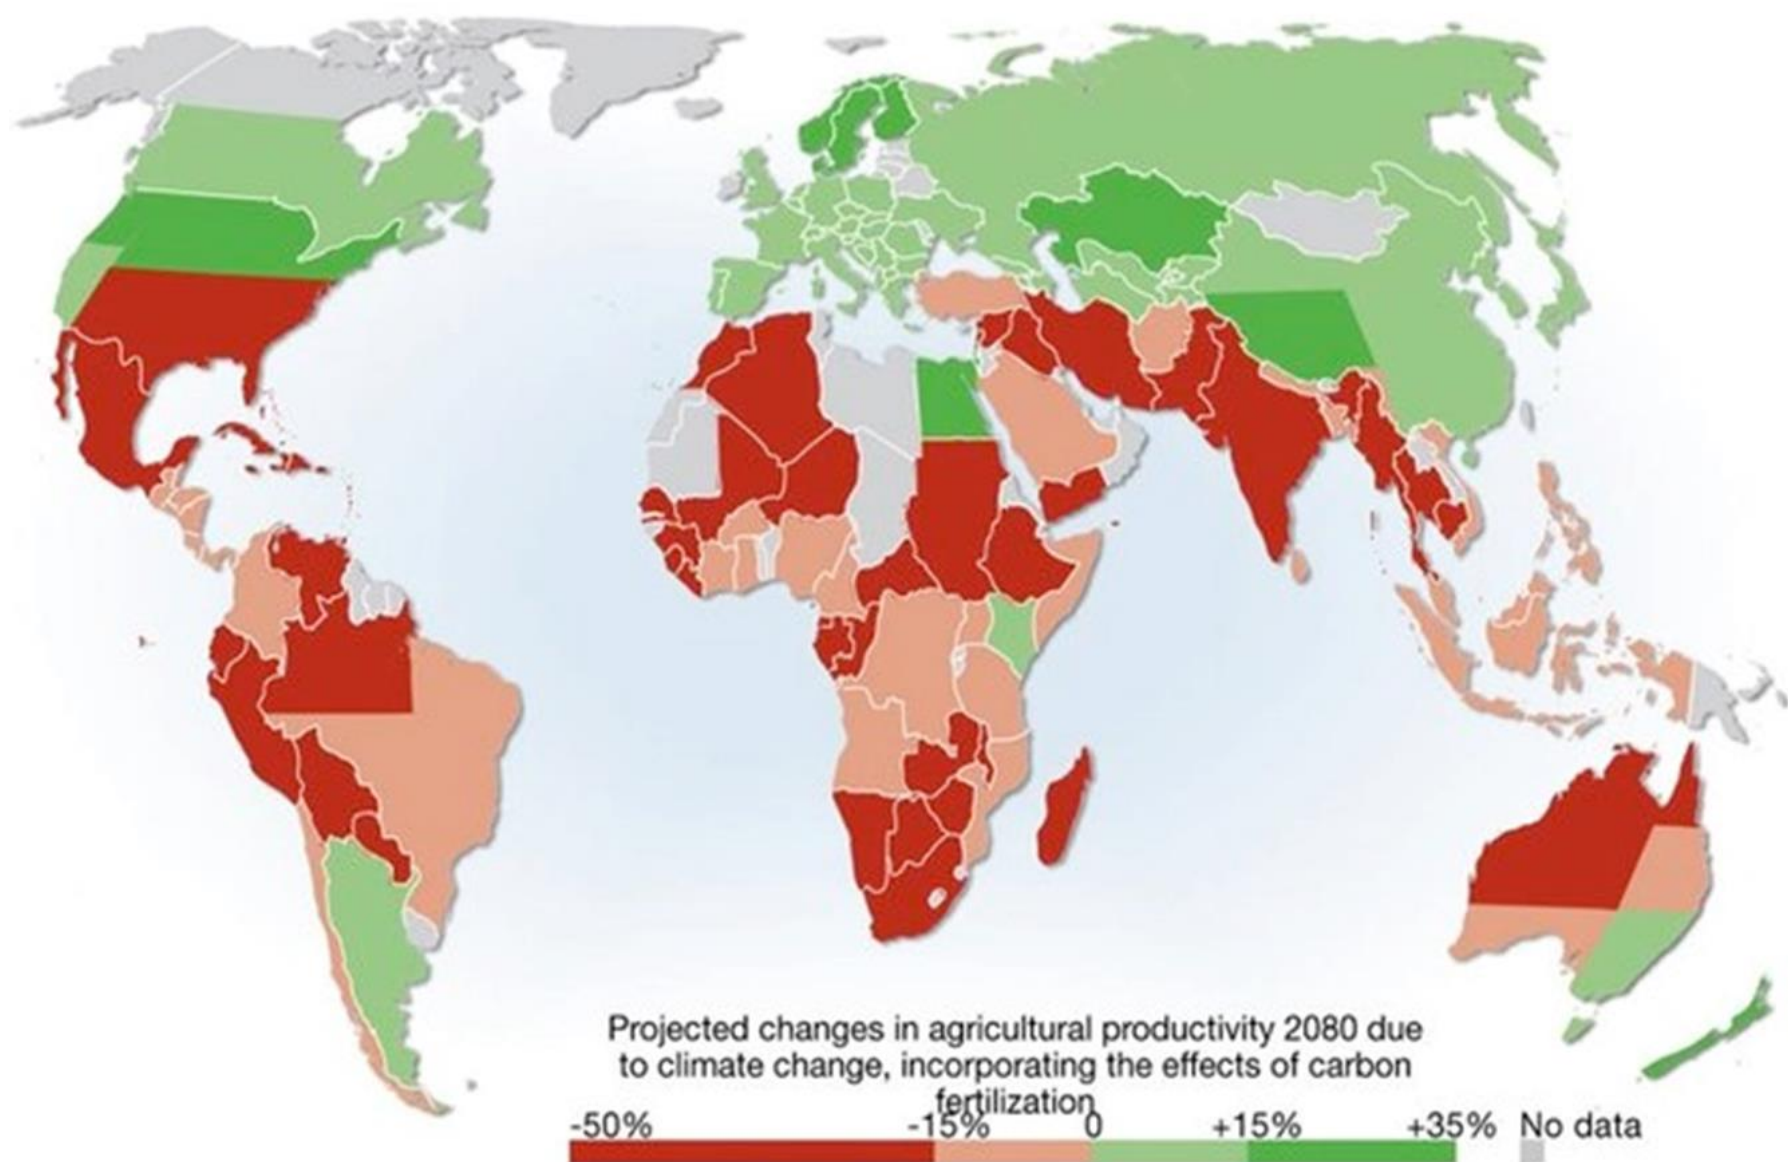 Projected changes in agricultural productivity 2080 due
to climate change, incorporating the effects of carbon
fertilization
-50% -15% 0 +15% +35% No data